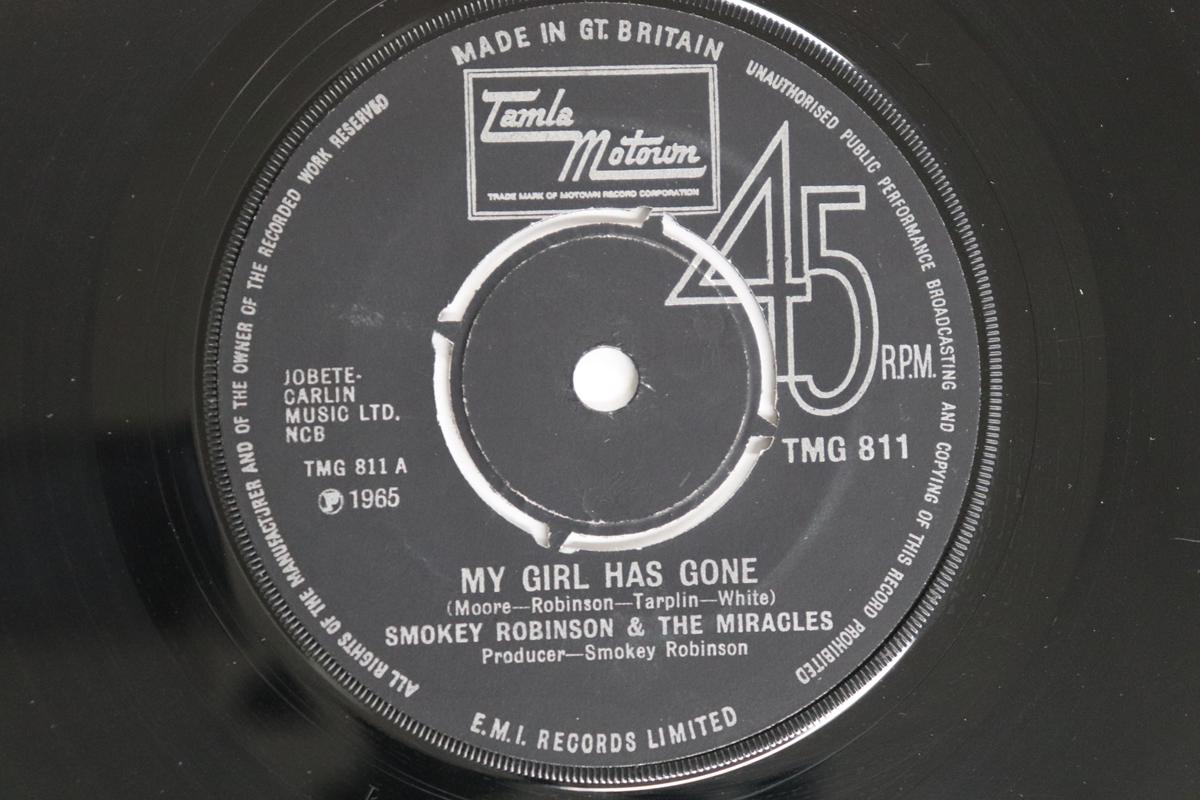 MADE IN GT. BRITAIN
Tamla
Motown
TRADE MARK OF MOTOWN RECORD CORPORATION
45
R.P.M.
UNAUTHORISED PUBLIC PERFORMANCE BROADCASTING AND COPYING OF THIS RECORD PROHIBITED
ALL RIGHTS OF THE MANUFACTURER AND OF THE OWNER OF THE RECORDED WORK RESERVED
JOBETE-
CARLIN
MUSIC LTD.
NCB
TMG 811 A
Ⓟ 1965
TMG 811
MY GIRL HAS GONE
(Moore—Robinson—Tarplin—White)
SMOKEY ROBINSON & THE MIRACLES
Producer—Smokey Robinson
E.M.I. RECORDS LIMITED